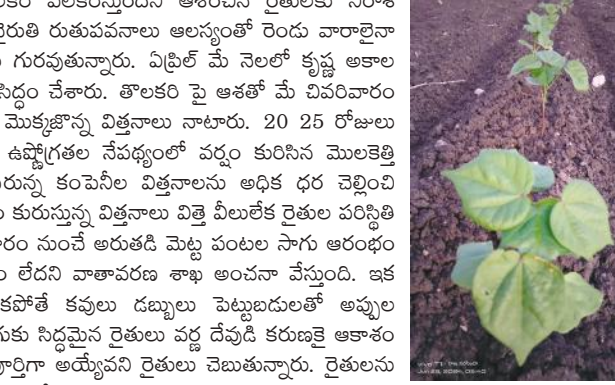 పలకరిస్తుందని ఆశించిన రైతులకు నిరాశ
నైరుతి రుతుపవనాలు ఆలస్యంతో రెండు వారాలైనా
గురవుతున్నారు. ఏప్రిల్ మే నెలలో కృష్ణ అకాల
సిద్ధం చేశారు. తొలకరి పై ఆశతో మే చివరివారం
మొక్కజొన్న విత్తనాలు నాటారు. 20 25 రోజులు
ఉష్ణోగ్రతల నేపథ్యంలో వర్షం కురిసిన మొలకెత్తి
కంపెనీల విత్తనాలను అధిక ధర చెల్లించి
కురుస్తున్న విత్తనాలు విత్తె వీలులేక రైతుల పరిస్థితి
నుంచే అరుతడి మెట్ట పంటల సాగు ఆరంభం
లేదని వాతావరణ శాఖ అంచనా వేస్తుంది. ఇక
కవులు డబ్బులు పెట్టుబడులతో అప్పుల
సిద్ధమైన రైతులు వర్ణ దేవుడి కరుణకై ఆకాశం
అయ్యేవని రైతులు చెబుతున్నారు. రైతులను